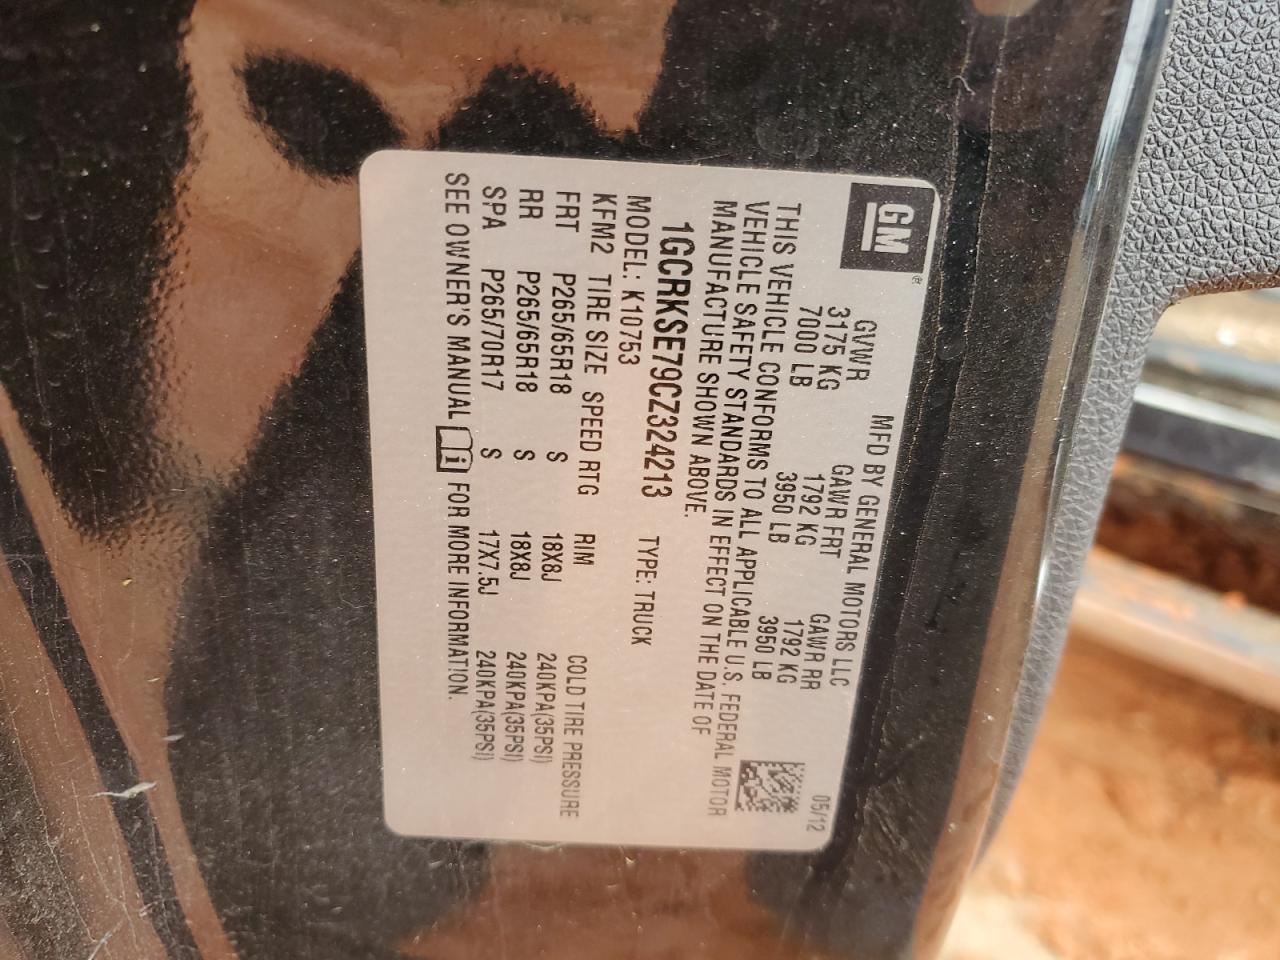 GM®
MFD BY GENERAL MOTORS LLC 05/12
GVWR GAWR FRT GAWR RR
3175 KG 1792 KG 1792 KG
7000 LB 3950 LB 3950 LB
THIS VEHICLE CONFORMS TO ALL APPLICABLE U.S. FEDERAL MOTOR
VEHICLE SAFETY STANDARDS IN EFFECT ON THE DATE OF
MANUFACTURE SHOWN ABOVE.
1GCRKSE79CZ324213 TYPE: TRUCK
MODEL: K10753
KFM2 TIRE SIZE SPEED RTG RIM COLD TIRE PRESSURE
FRT P265/65R18 S 18X8J 240KPA(35PSI)
RR P265/65R18 S 18X8J 240KPA(35PSI)
SPA P265/70R17 S 17X7.5J 240KPA(35PSI)
SEE OWNER'S MANUAL i FOR MORE INFORMATION.